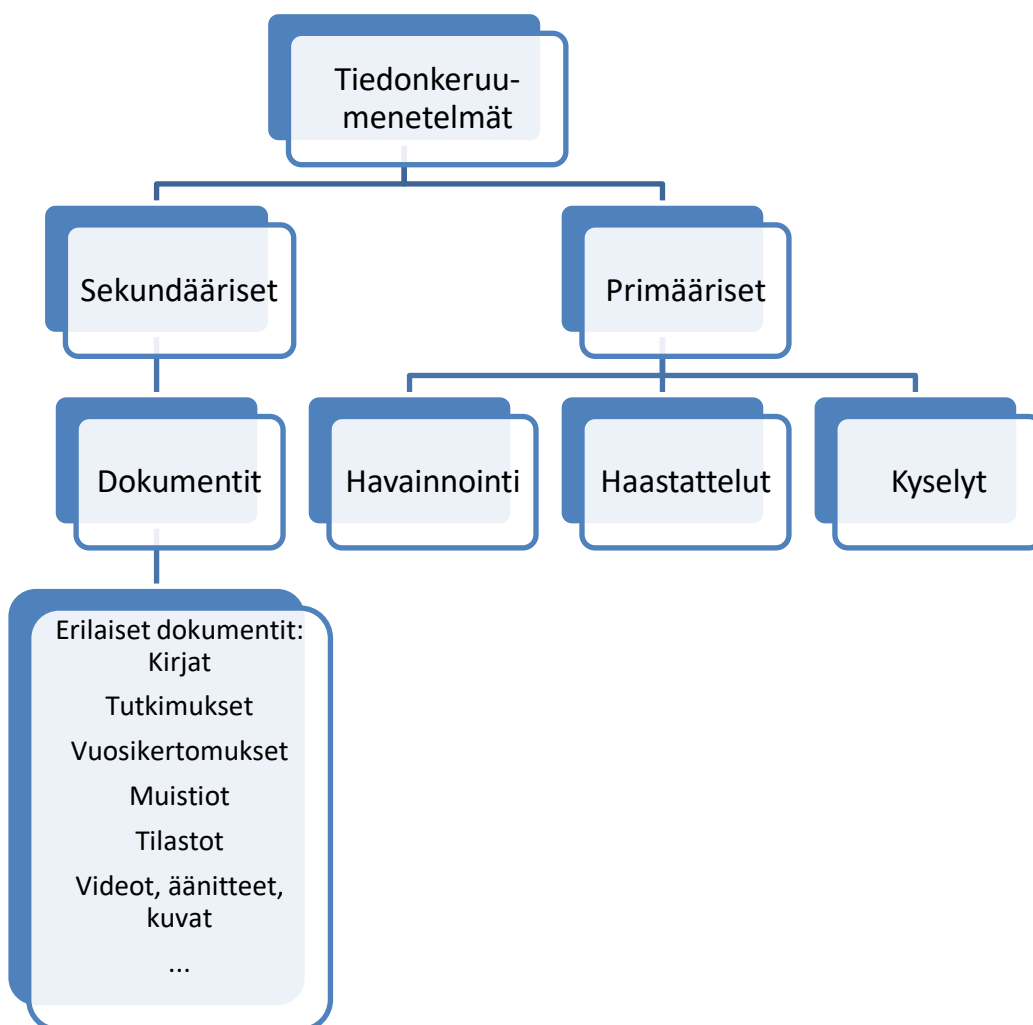 Tiedonkeruu-
menetelmät
Sekundääriset
Primääriset
Dokumentit
Havainnointi
Haastattelut
Kyselyt
Erilaiset dokumentit:
Kirjat
Tutkimukset
Vuosikertomukset
Muistiot
Tilastot
Videot, äänitteet,
kuvat
...